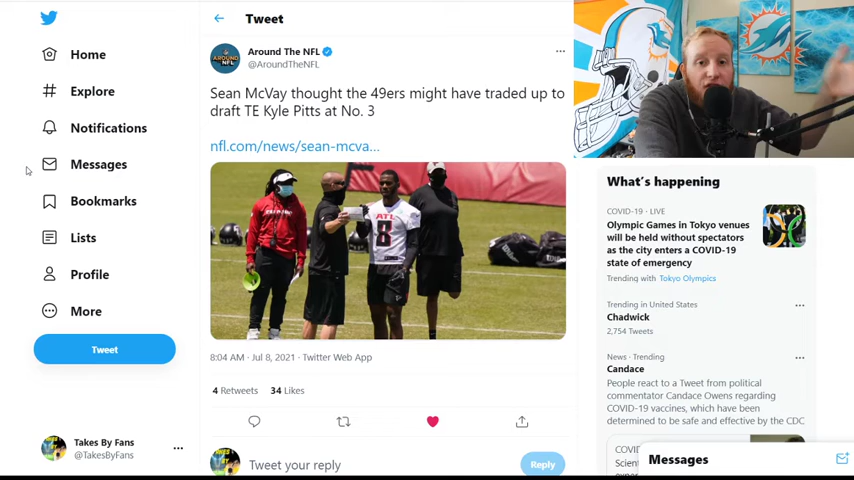 Tweet
Home
Explore
Notifications
Messages
Bookmarks
Lists
Profile
More
Tweet
Takes By Fans
@TakesByFans
Around The NFL
@AroundTheNFL
Sean McVay thought the 49ers might have traded up to
draft TE Kyle Pitts at No. 3
nfl.com/news/sean-mcva...
ATL
8
8:04 AM · Jul 8, 2021 · Twitter Web App
4 Retweets 34 Likes
Tweet your reply
Reply
What's happening
COVID-19 · LIVE
Olympic Games in Tokyo venues
will be held without spectators
as the city enters a COVID-19
state of emergency
Trending with Tokyo Olympics
Trending in United States
Chadwick
2,754 Tweets
News · Trending
Candace
People react to a Tweet from political
commentator Candace Owens regarding
COVID-19 vaccines, which have been
determined to be safe and effective by the CDC
Messages